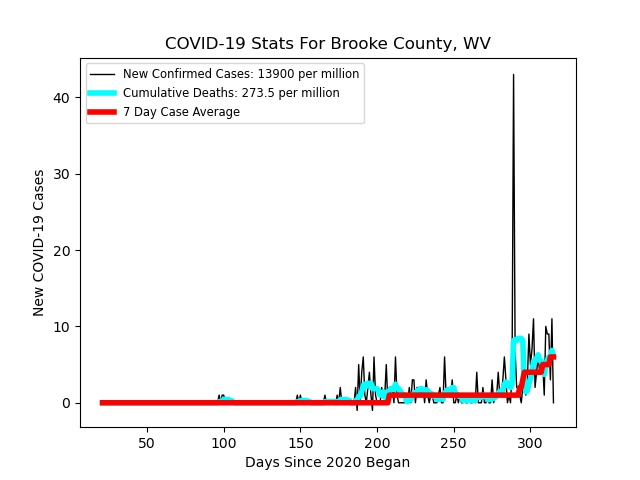 COVID-19 Stats For Brooke County, WV
New Confirmed Cases: 13900 per million
Cumulative Deaths: 273.5 per million
7 Day Case Average
New COVID-19 Cases
40
30
20
10
0
50 100 150 200 250 300
Days Since 2020 Began